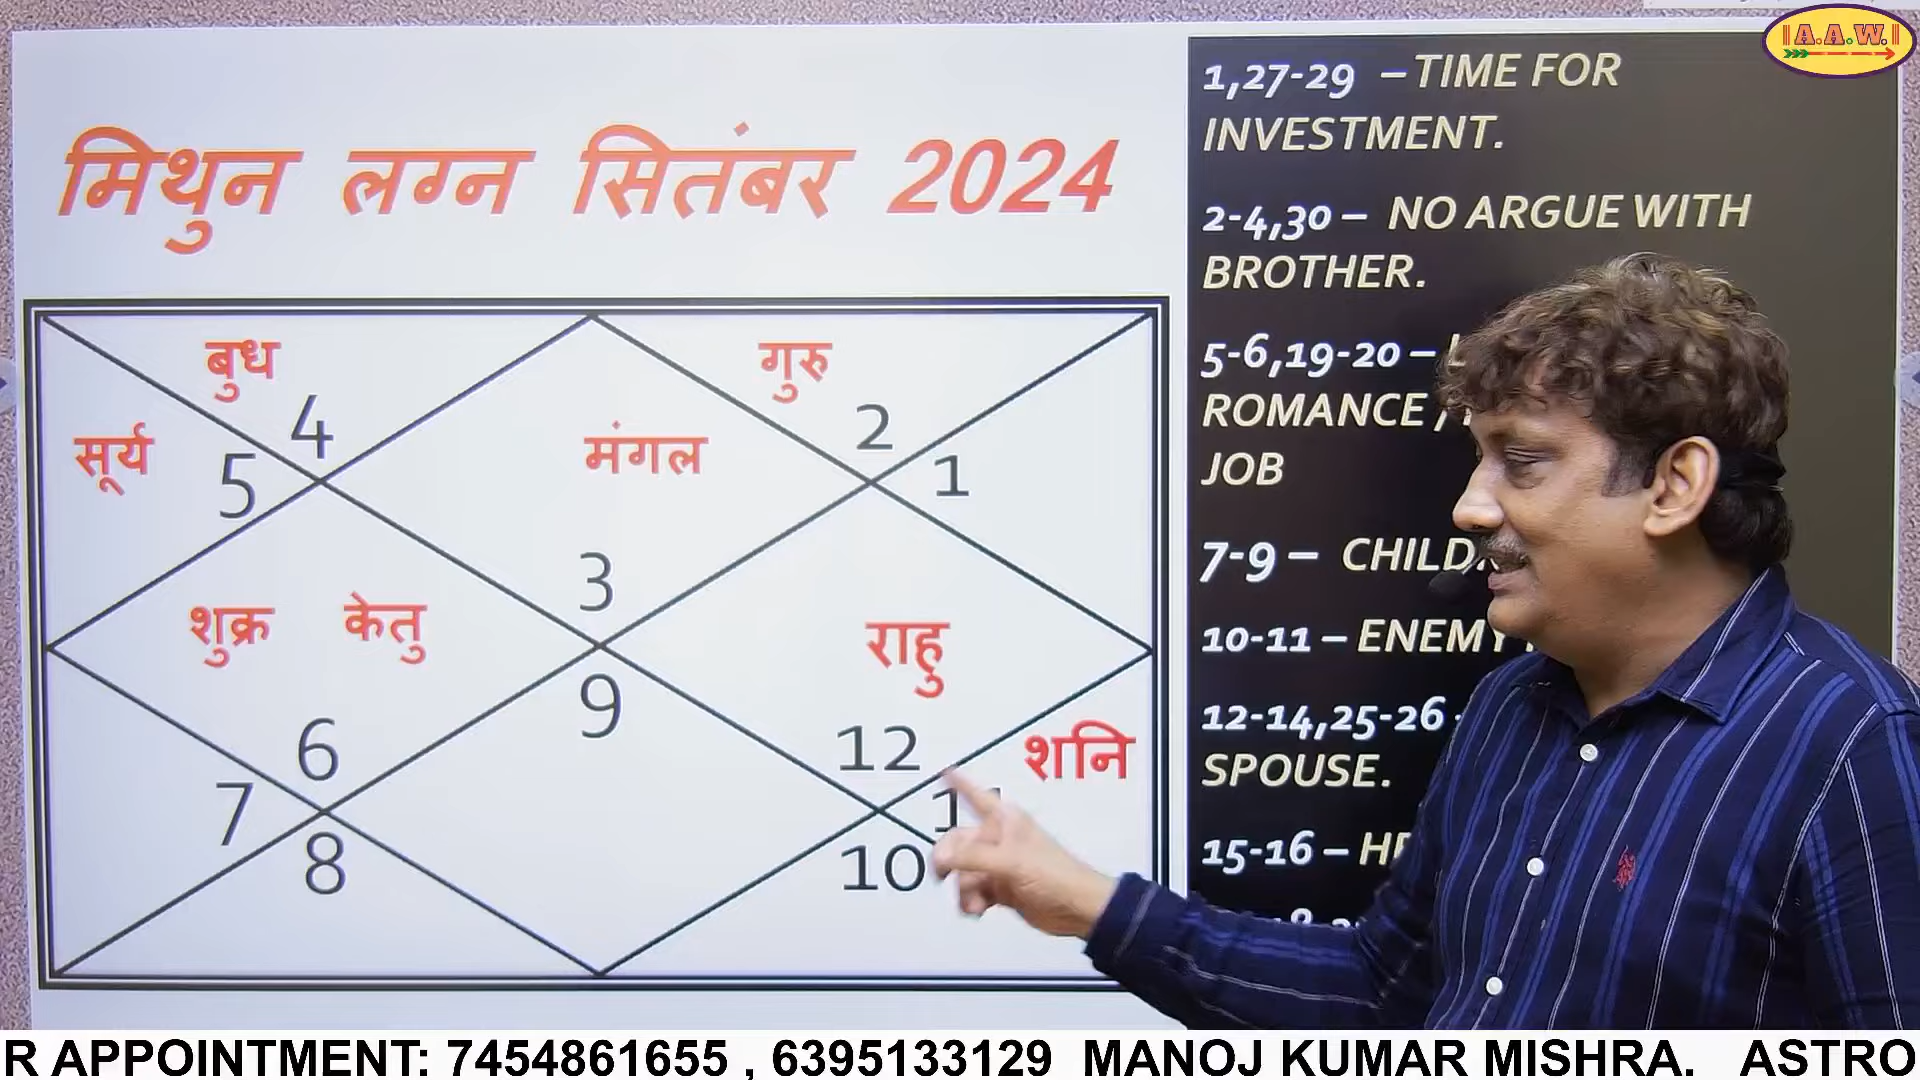 A.A.W.
मिथुन लग्न सितंबर 2024
बुध
4
सूर्य
5
मंगल
3
गुरु
2
1
शुक्र केतु
6
7
8
9
राहु
12
शनि
10
1,27-29 – TIME FOR
INVESTMENT.
2-4,30 – NO ARGUE WITH
BROTHER.
5-6,19-20 –
ROMANCE /
JOB
7-9 –
10-11 – ENEMY
12-14,25-26
SPOUSE.
15-16 –
R APPOINTMENT: 7454861655 , 6395133129 MANOJ KUMAR MISHRA. ASTRO